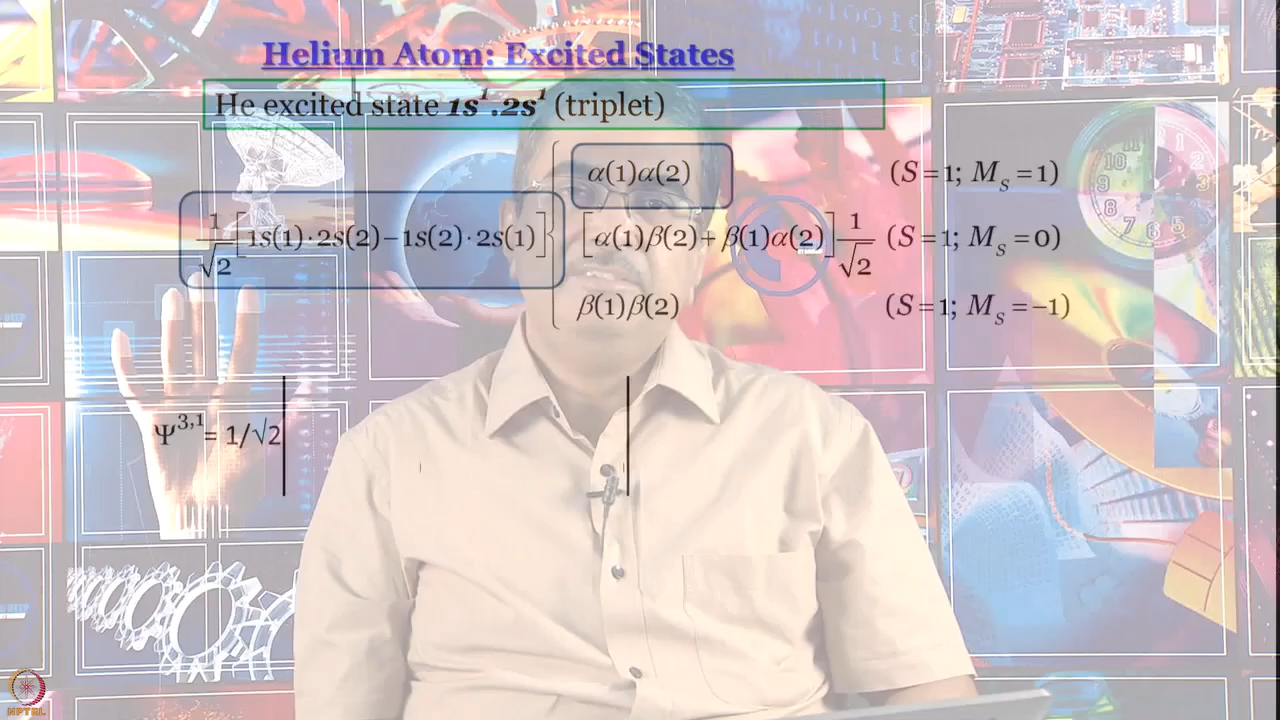 Helium Atom: Excited States
He excited state 1s¹.2s¹ (triplet)
α(1)α(2) (S=1; M_S=1)
1/√2 [1s(1)·2s(2)−1s(2)·2s(1)] { [α(1)β(2)+β(1)α(2)] 1/√2 (S=1; M_S=0)
β(1)β(2) (S=1; M_S=−1)
Ψ³,¹= 1/√2 | |
NPTEL